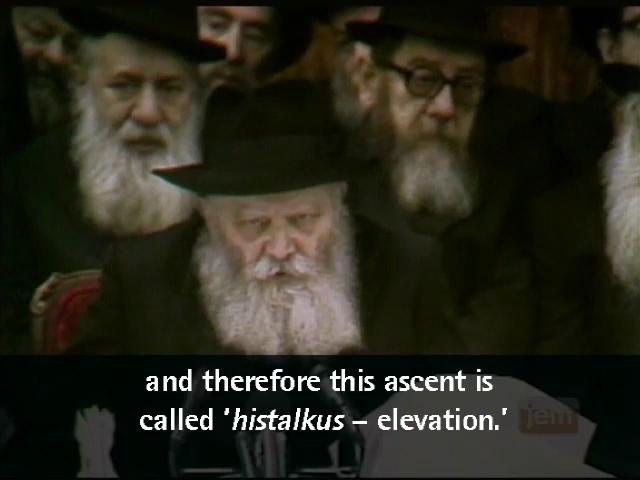 and therefore this ascent is
called 'histalkus – elevation.'
jem